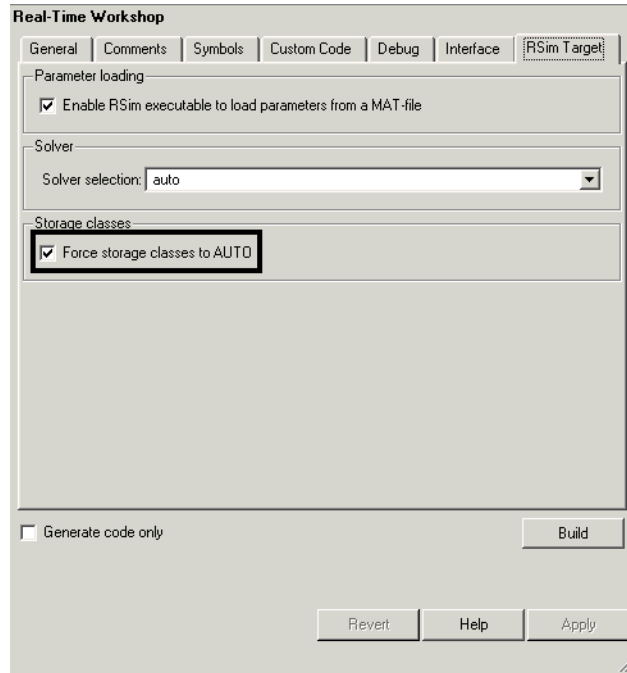 Real-Time Workshop
General Comments Symbols Custom Code Debug Interface RSim Target
Parameter loading
Enable RSim executable to load parameters from a MAT-file
Solver
Solver selection: auto
Storage classes
Force storage classes to AUTO
Generate code only Build
Revert Help Apply